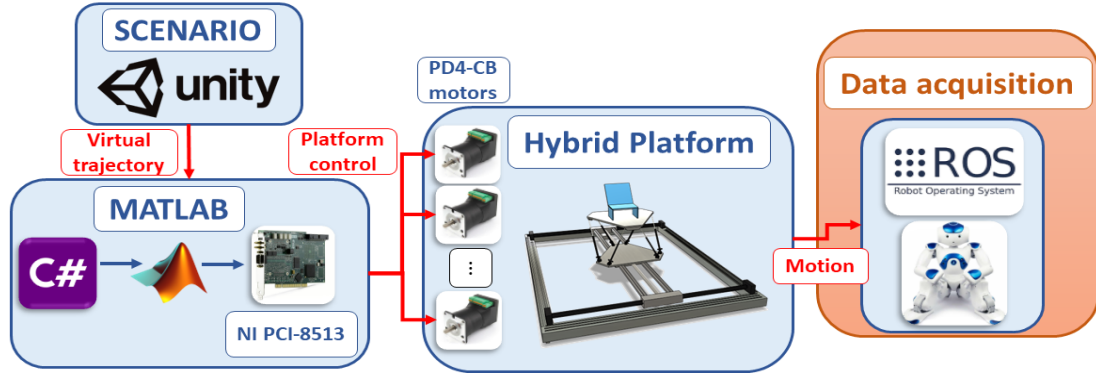 SCENARIO
unity
Virtual
trajectory
MATLAB
C#
NI PCI-8513
Platform
control
PD4-CB
motors
Hybrid Platform
...
Motion
Data acquisition
ROS
Robot Operating System